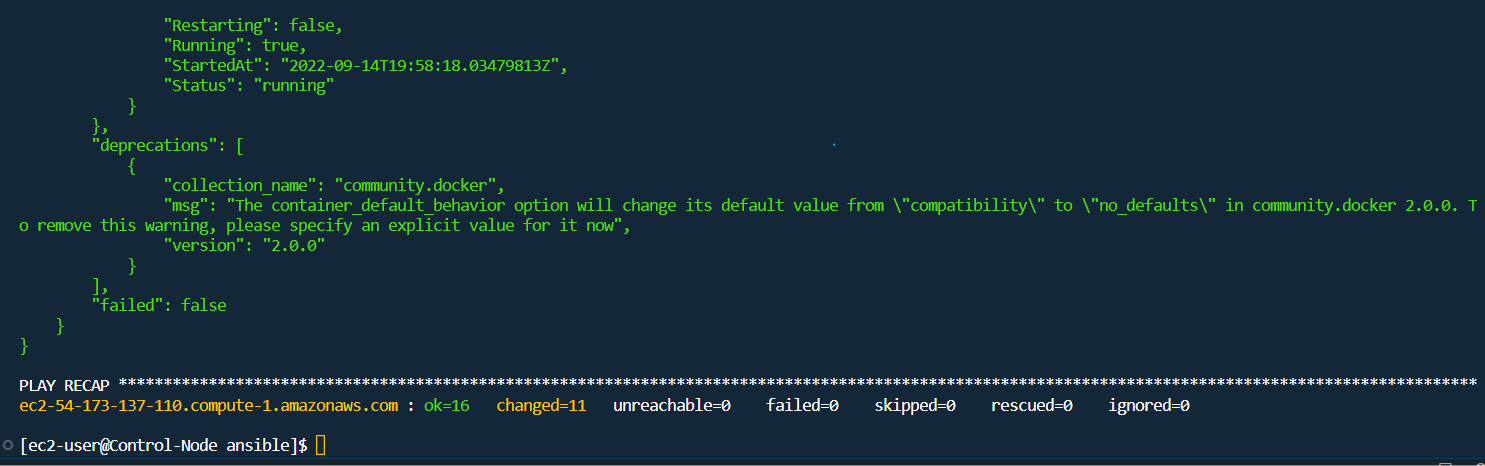 "Restarting": false,
"Running": true,
"StartedAt": "2022-09-14T19:58:18.03479813Z",
"Status": "running"
}
},
"deprecations": [
{
"collection_name": "community.docker",
"msg": "The container_default_behavior option will change its default value from \"compatibility\" to \"no_defaults\" in community.docker 2.0.0. T
o remove this warning, please specify an explicit value for it now",
"version": "2.0.0"
}
],
"failed": false
}
}
PLAY RECAP *********************************************************************************************************************************************************
ec2-54-173-137-110.compute-1.amazonaws.com : ok=16 changed=11 unreachable=0 failed=0 skipped=0 rescued=0 ignored=0
[ec2-user@Control-Node ansible]$